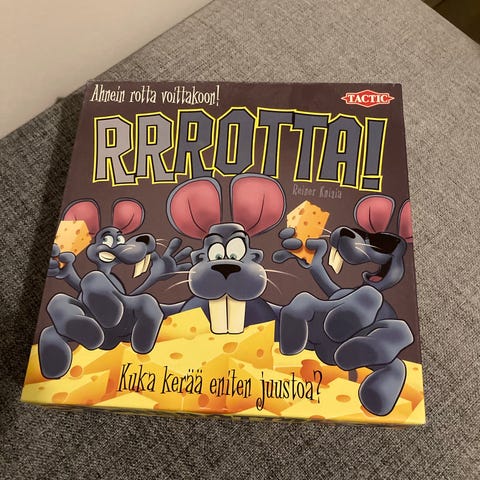 Ahnein rotta voittakoon!
TACTIC
RRROTTA!
Reiner Knizia
Kuka kerää eniten juustoa?